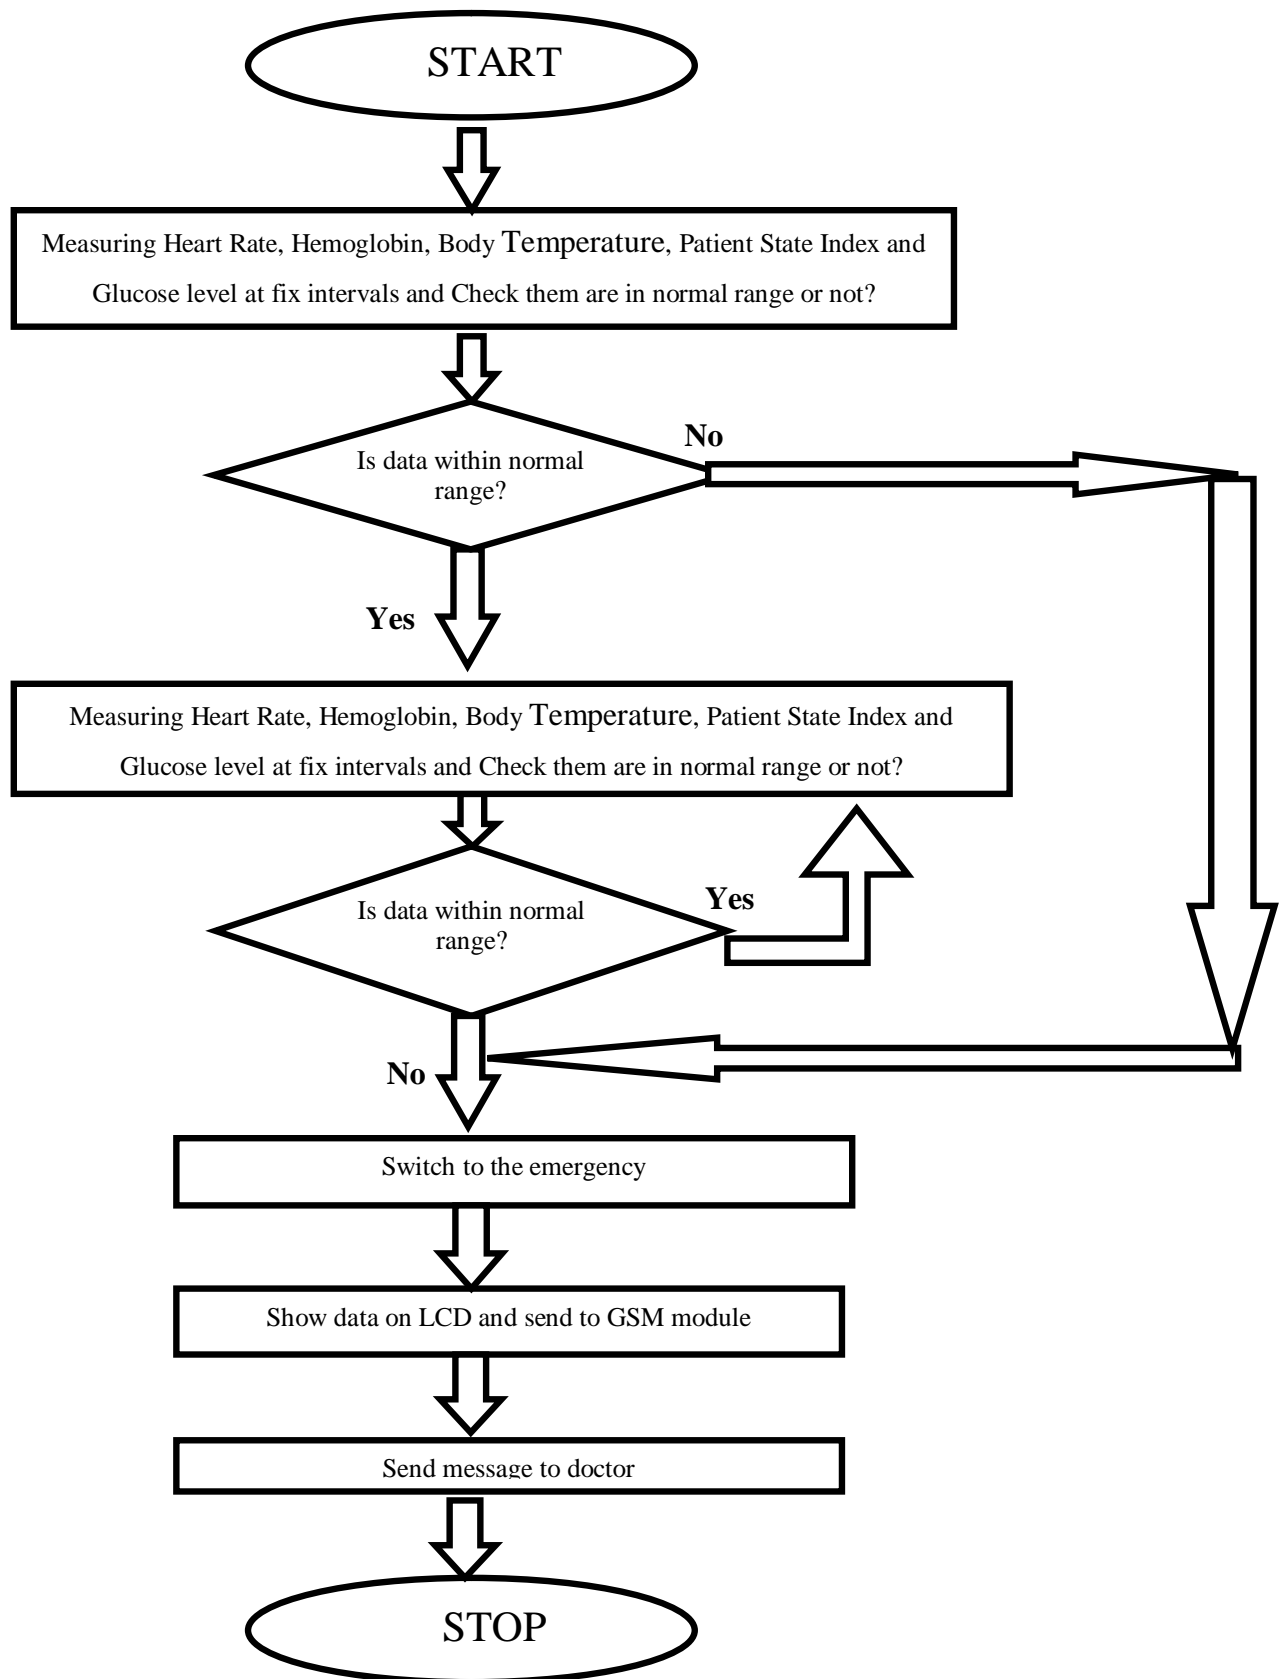 START
Measuring Heart Rate, Hemoglobin, Body Temperature, Patient State Index and
Glucose level at fix intervals and Check them are in normal range or not?
No
Is data within normal
range?
Yes
Measuring Heart Rate, Hemoglobin, Body Temperature, Patient State Index and
Glucose level at fix intervals and Check them are in normal range or not?
Yes
Is data within normal
range?
No
Switch to the emergency
Show data on LCD and send to GSM module
Send message to doctor
STOP